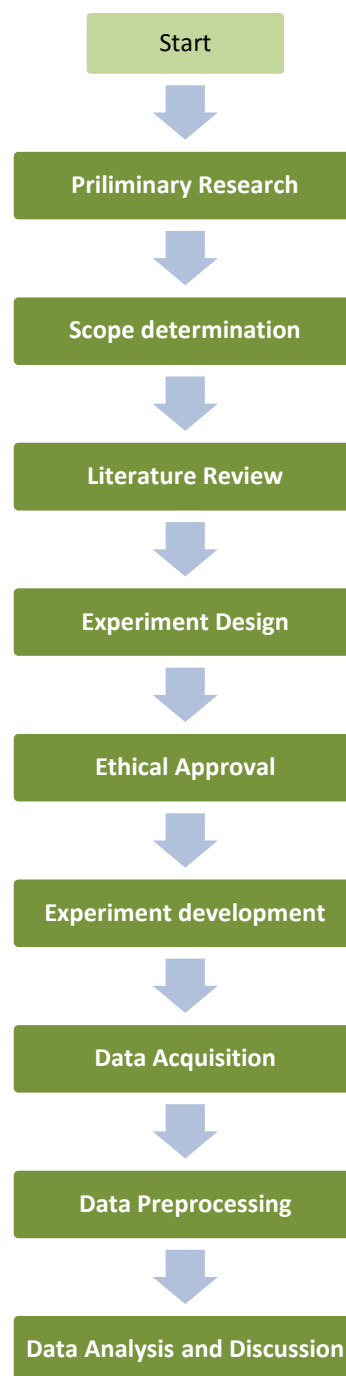 Start
Priliminary Research
Scope determination
Literature Review
Experiment Design
Ethical Approval
Experiment development
Data Acquisition
Data Preprocessing
Data Analysis and Discussion